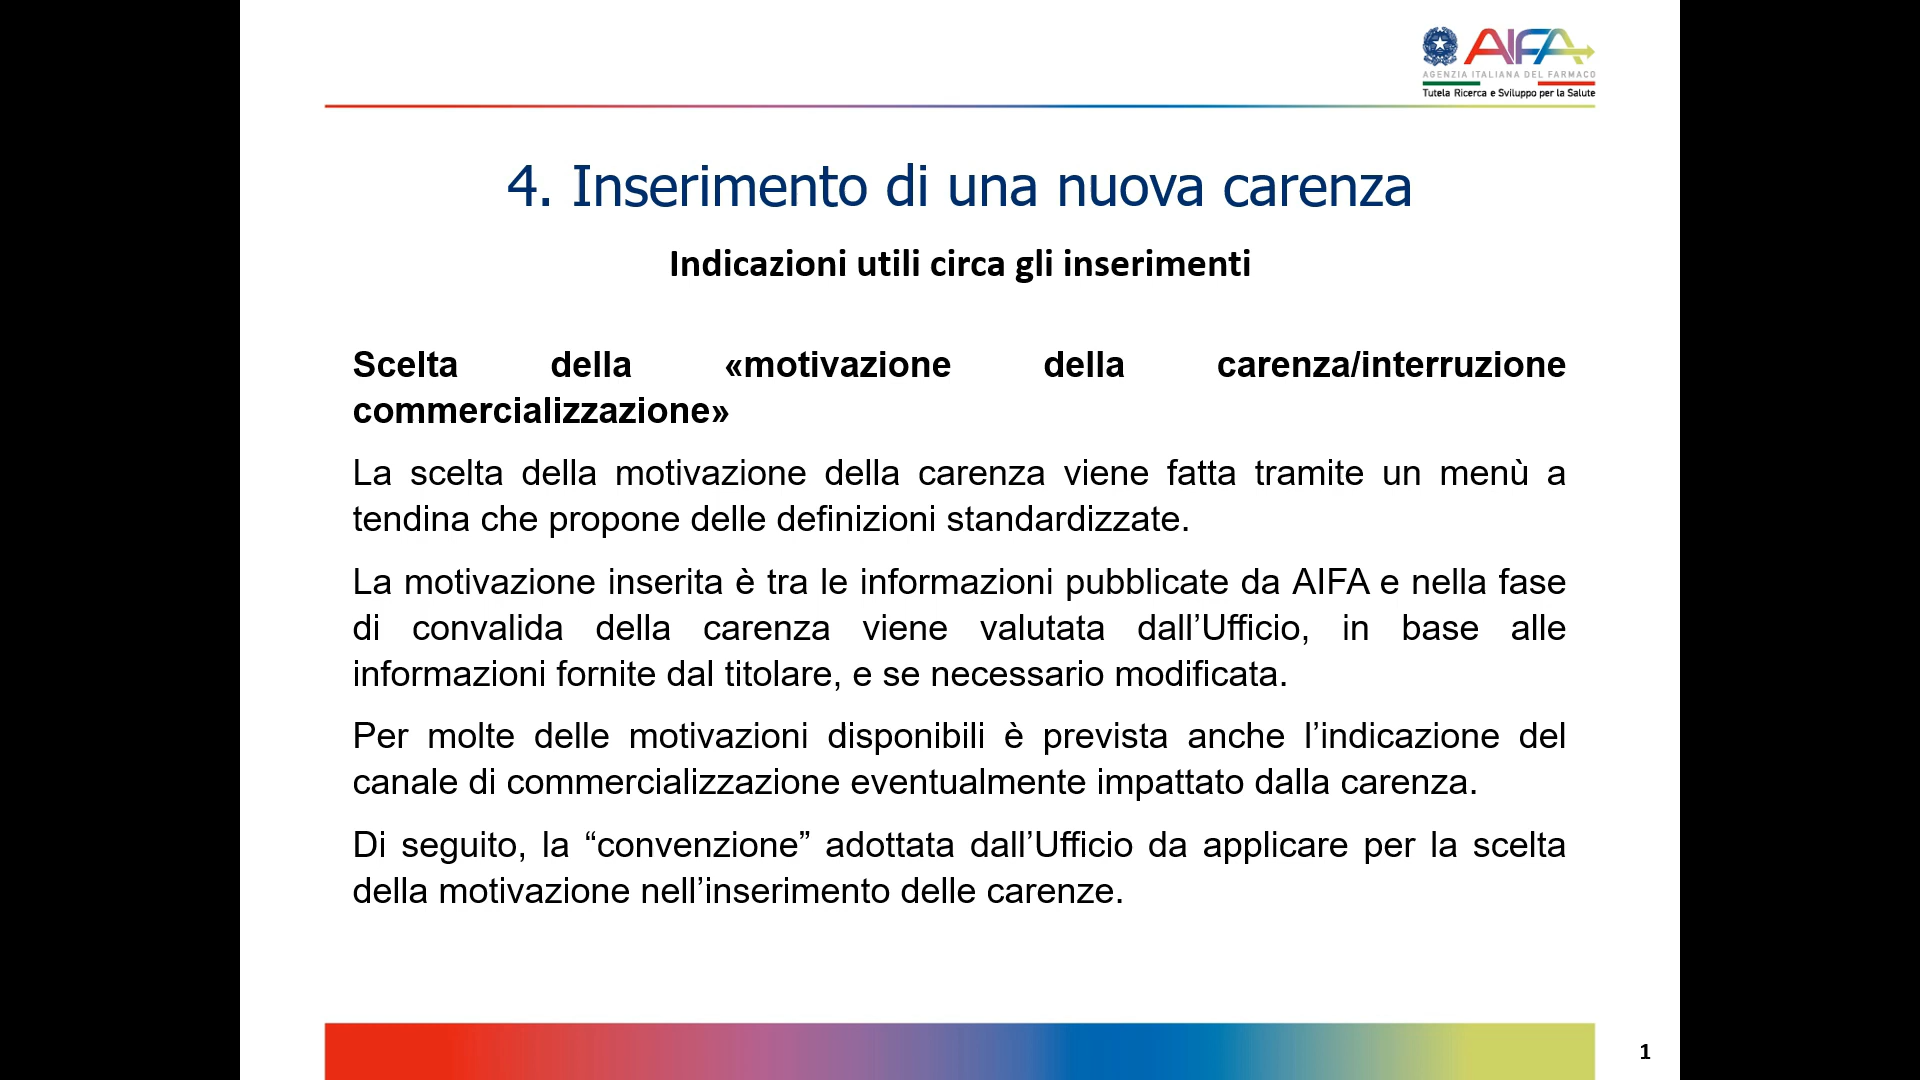 AIFA
AGENZIA ITALIANA DEL FARMACO
Tutela Ricerca e Sviluppo per la Salute
4. Inserimento di una nuova carenza
Indicazioni utili circa gli inserimenti
Scelta della «motivazione della carenza/interruzione
commercializzazione»
La scelta della motivazione della carenza viene fatta tramite un menù a
tendina che propone delle definizioni standardizzate.
La motivazione inserita è tra le informazioni pubblicate da AIFA e nella fase
di convalida della carenza viene valutata dall’Ufficio, in base alle
informazioni fornite dal titolare, e se necessario modificata.
Per molte delle motivazioni disponibili è prevista anche l’indicazione del
canale di commercializzazione eventualmente impattato dalla carenza.
Di seguito, la “convenzione” adottata dall’Ufficio da applicare per la scelta
della motivazione nell’inserimento delle carenze.
1